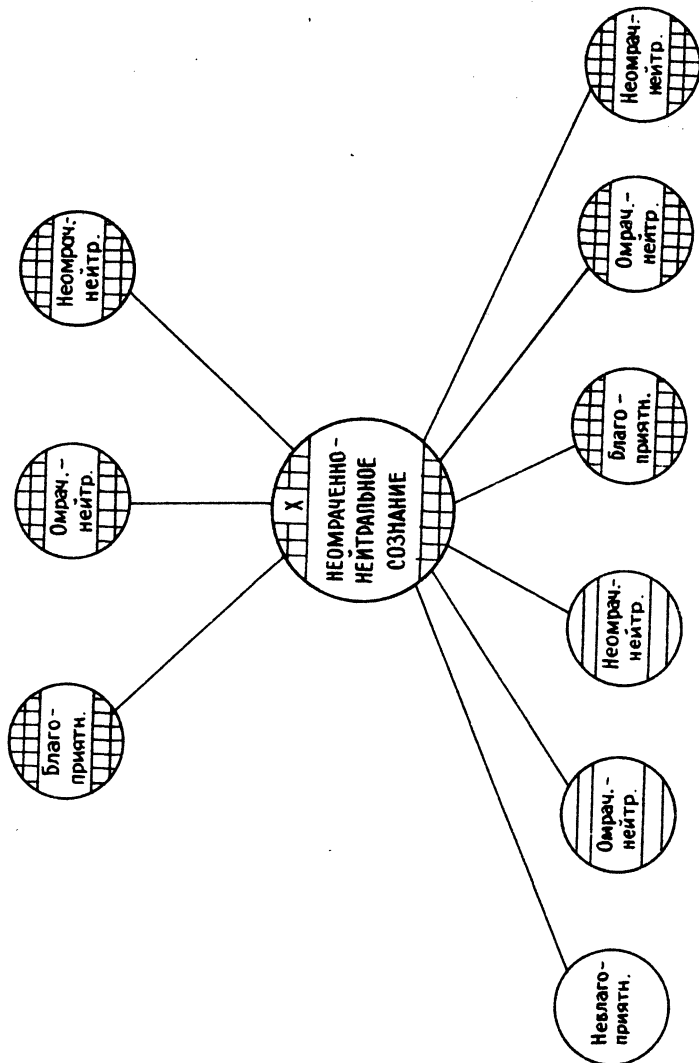 Благо-
приятн.
Омрач.-
нейтр.
Неомрач.-
нейтр.
X
НЕОМРАЧЕННО-
НЕЙТРАЛЬНОЕ
СОЗНАНИЕ
Неблаго-
приятн.
Омрач.-
нейтр.
Неомрач.-
нейтр.
Благо-
приятн.
Омрач.-
нейтр.
Неомрач.-
нейтр.